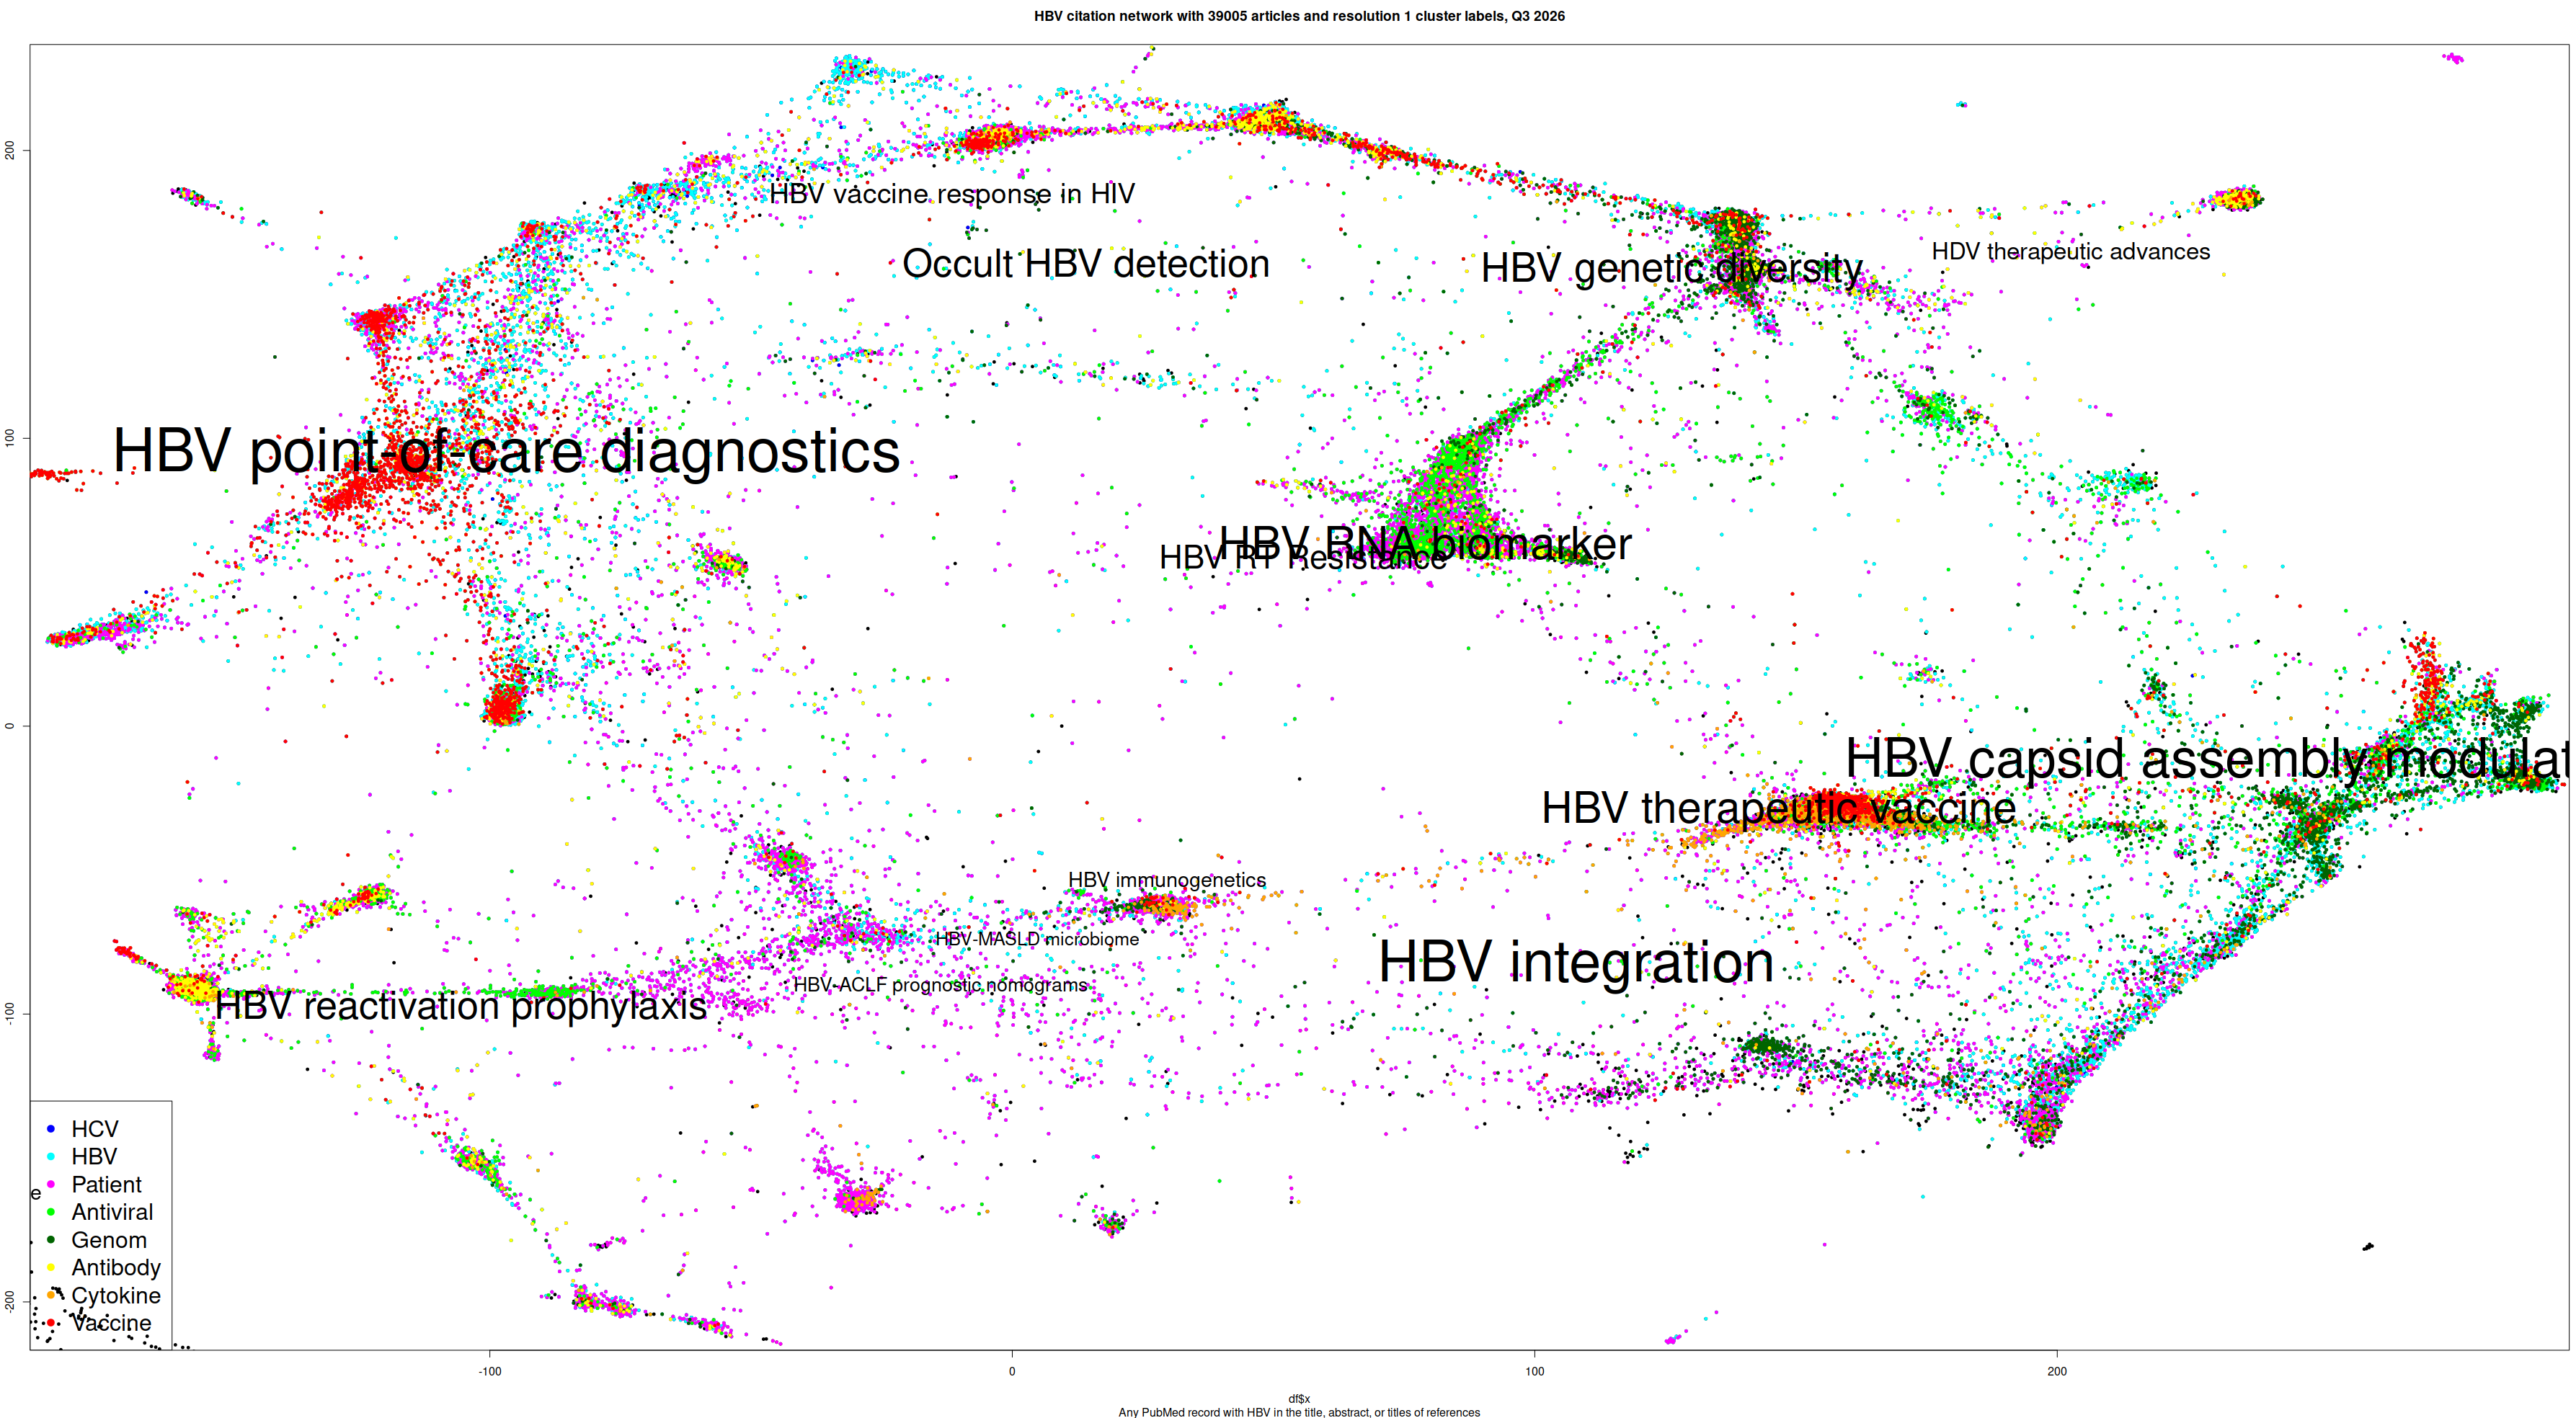 HBV citation network with 39005 articles and resolution 1 cluster labels, Q3 2026
200
100
0
-100
-200
HBV vaccine response in HIV
Occult HBV detection
HBV genetic diversity
HDV therapeutic advances
HBV point-of-care diagnostics
HBV RNA biomarker
HBV RT Resistance
HBV capsid assembly modulat
HBV therapeutic vaccine
HBV immunogenetics
HBV-MASLD microbiome
HBV integration
HBV-ACLF prognostic nomograms
HBV reactivation prophylaxis
HCV
HBV
Patient
e
Antiviral
Genom
Antibody
Cytokine
Vaccine
-100
0
100
200
df$x
Any PubMed record with HBV in the title, abstract, or titles of references